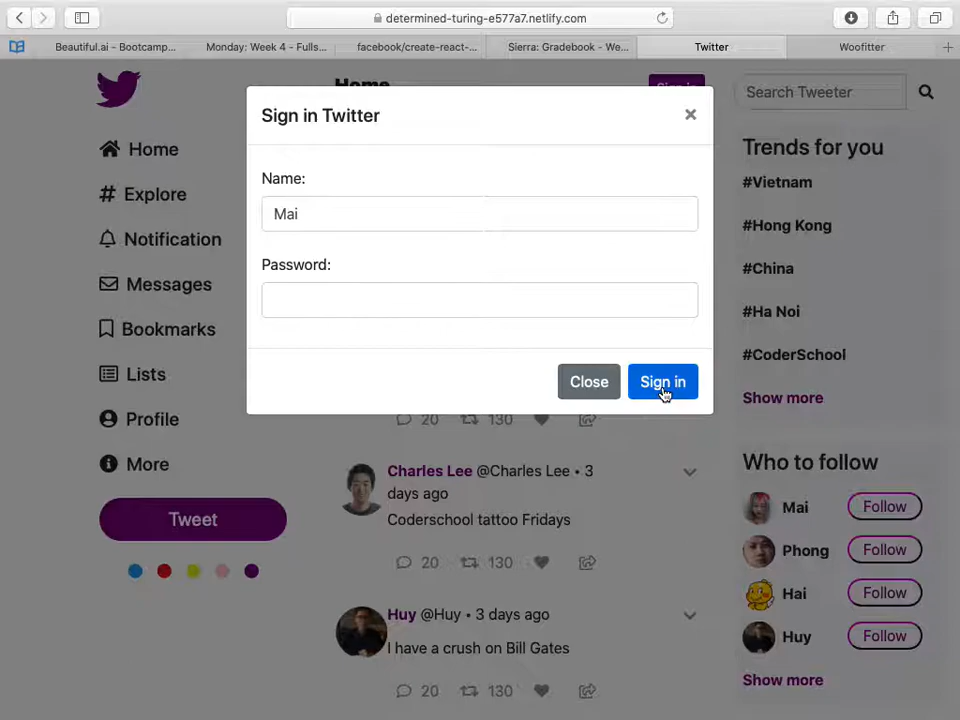 determined-turing-e577a7.netlify.com
Beautiful.ai - Bootcamp...
Monday: Week 4 - Fulls...
facebook/create-react-...
Sierra: Gradebook - We...
Twitter
Woofitter
Home
Sign in
Search Tweeter
Sign in Twitter
×
Name:
Mai
Password:
Close
Sign in
Home
# Explore
Notification
Messages
Bookmarks
Lists
Profile
More
Tweet
20 130
Charles Lee @Charles Lee • 3
days ago
Coderschool tattoo Fridays
20 130
Huy @Huy • 3 days ago
I have a crush on Bill Gates
20 130
Trends for you
#Vietnam
#Hong Kong
#China
#Ha Noi
#CoderSchool
Show more
Who to follow
Mai Follow
Phong Follow
Hai Follow
Huy Follow
Show more